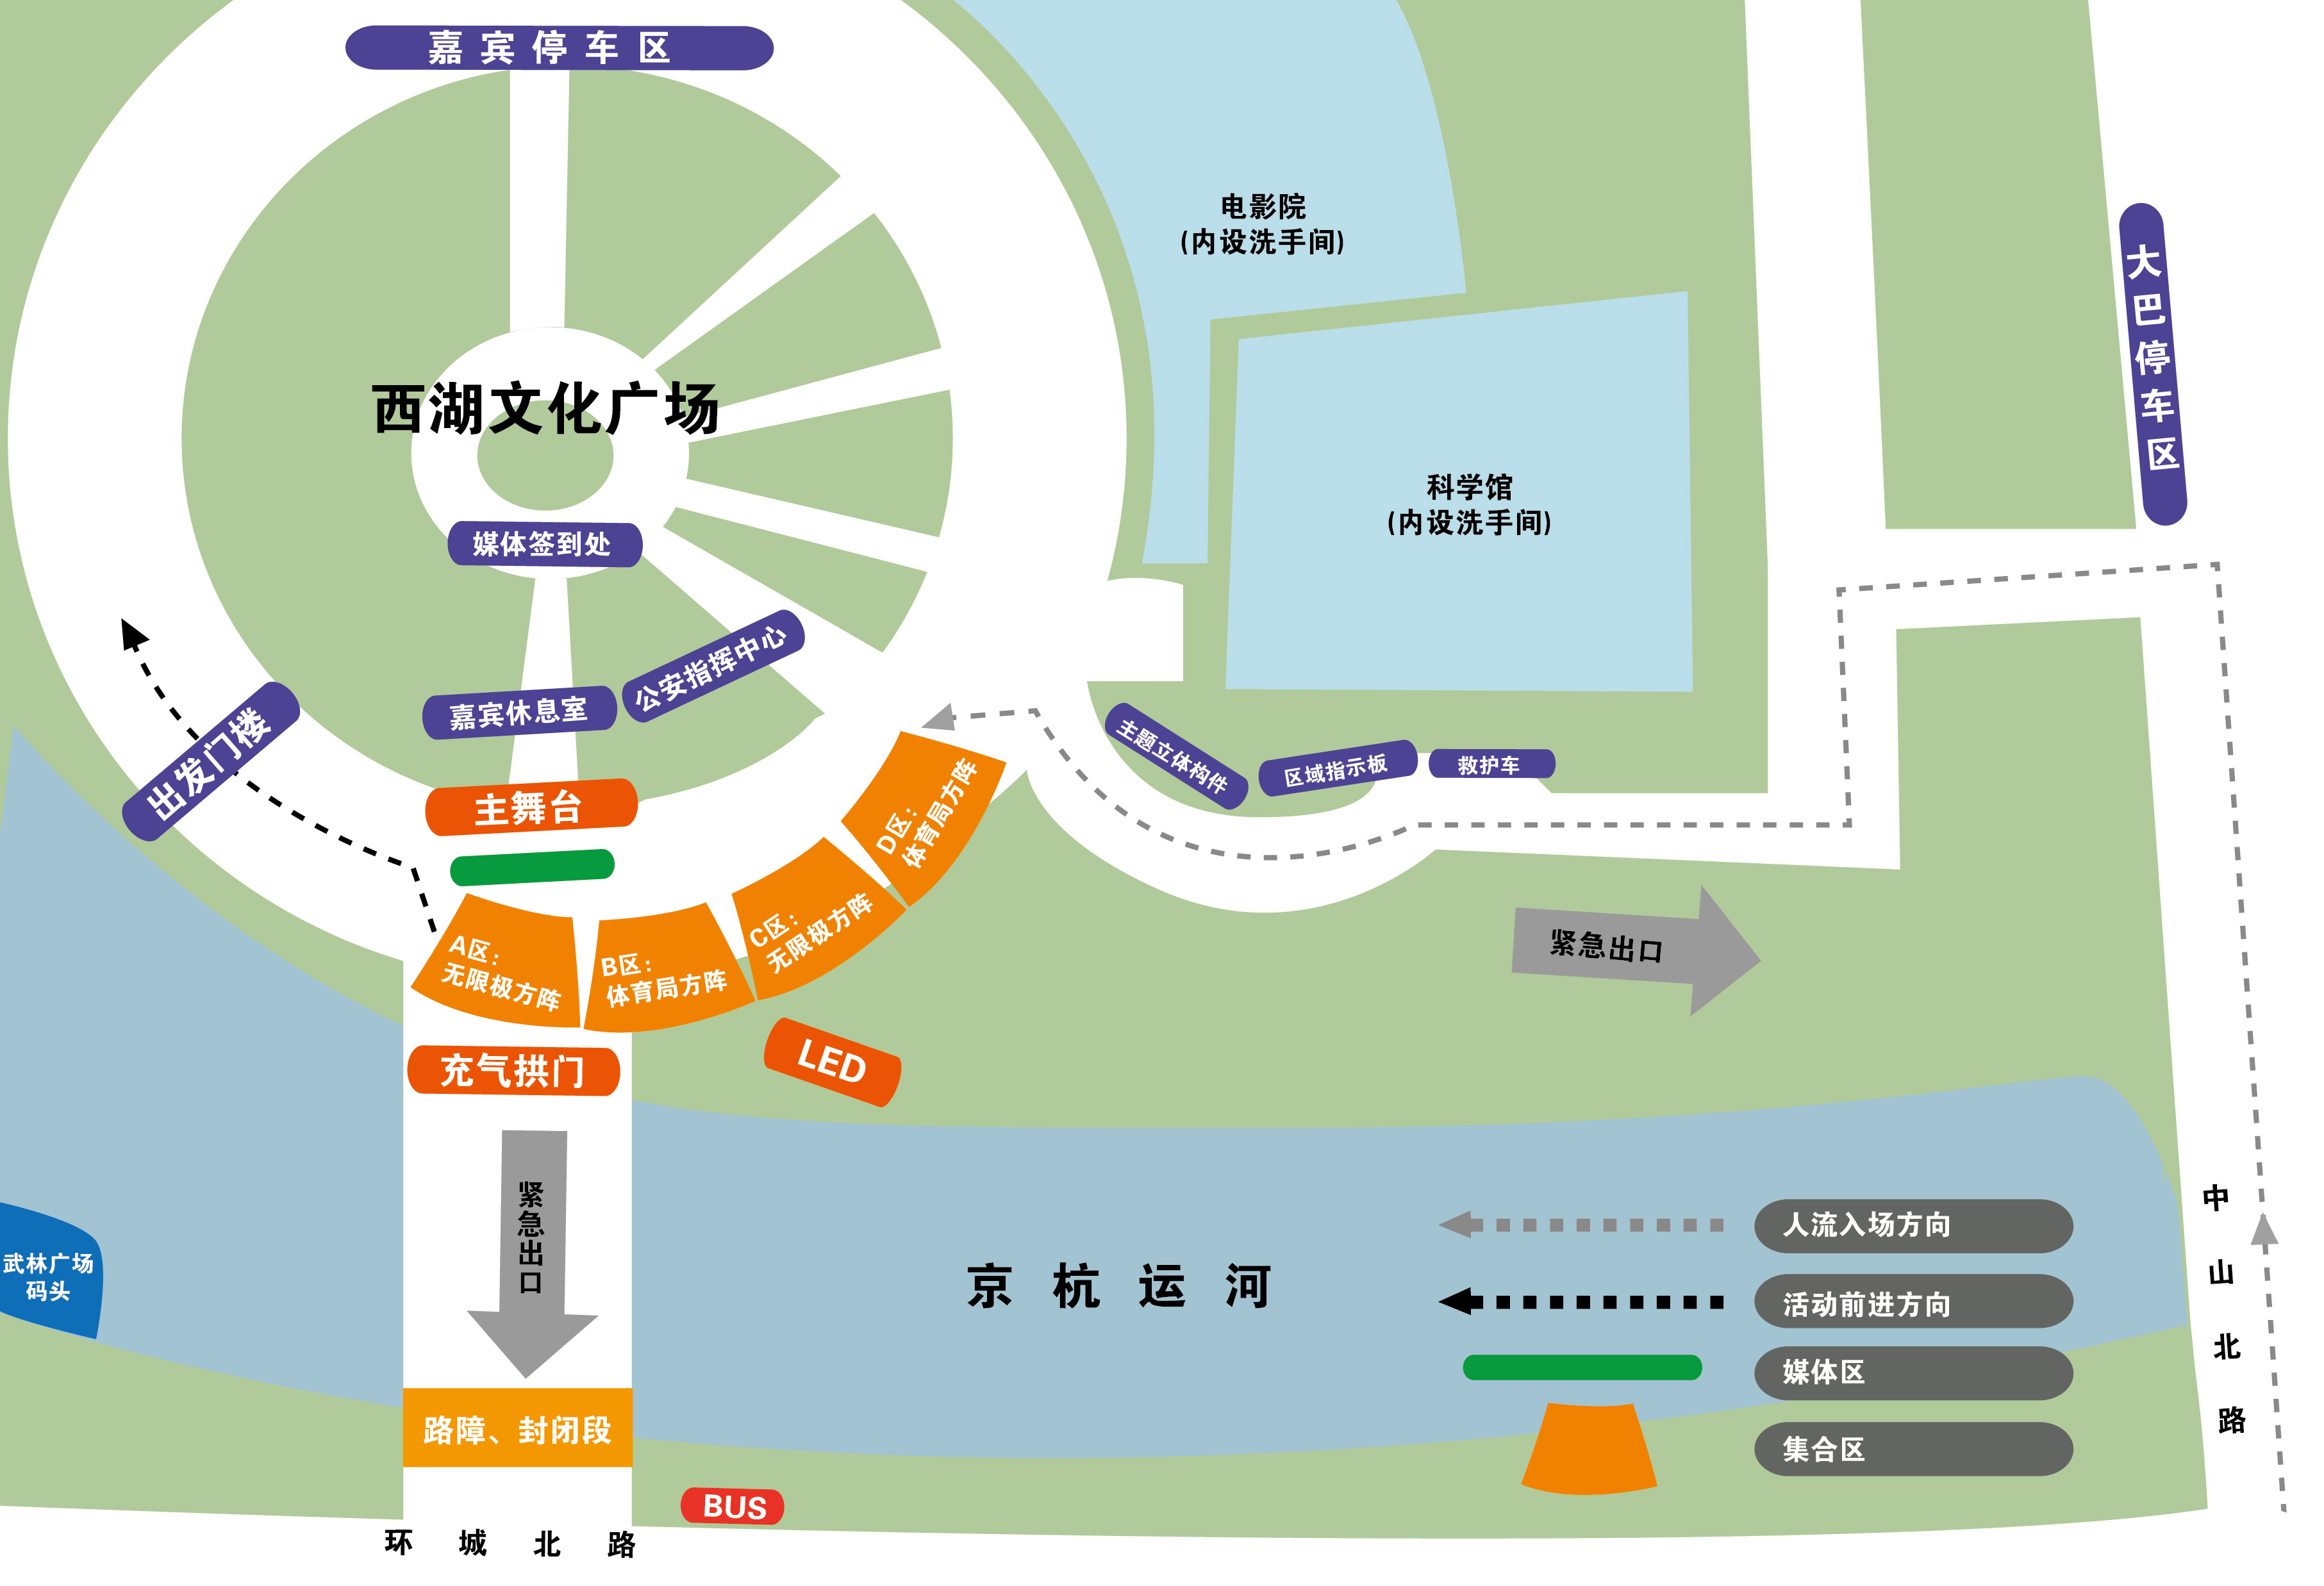 嘉宾停车区
电影院
(内设洗手间)
大巴停车区
西湖文化广场
科学馆
(内设洗手间)
媒体签到处
公安指挥中心
嘉宾休息室
出发门楼
主题立体构件
区域指示板
救护车
主舞台
D区：
体育局方阵
C区：
无限极方阵
A区：
无限极方阵
B区：
体育局方阵
紧急出口
LED
充气拱门
紧急出口
中山北路
人流入场方向
武林广场
码头
京杭运河
活动前进方向
媒体区
路障、封闭段
集合区
BUS
环城北路